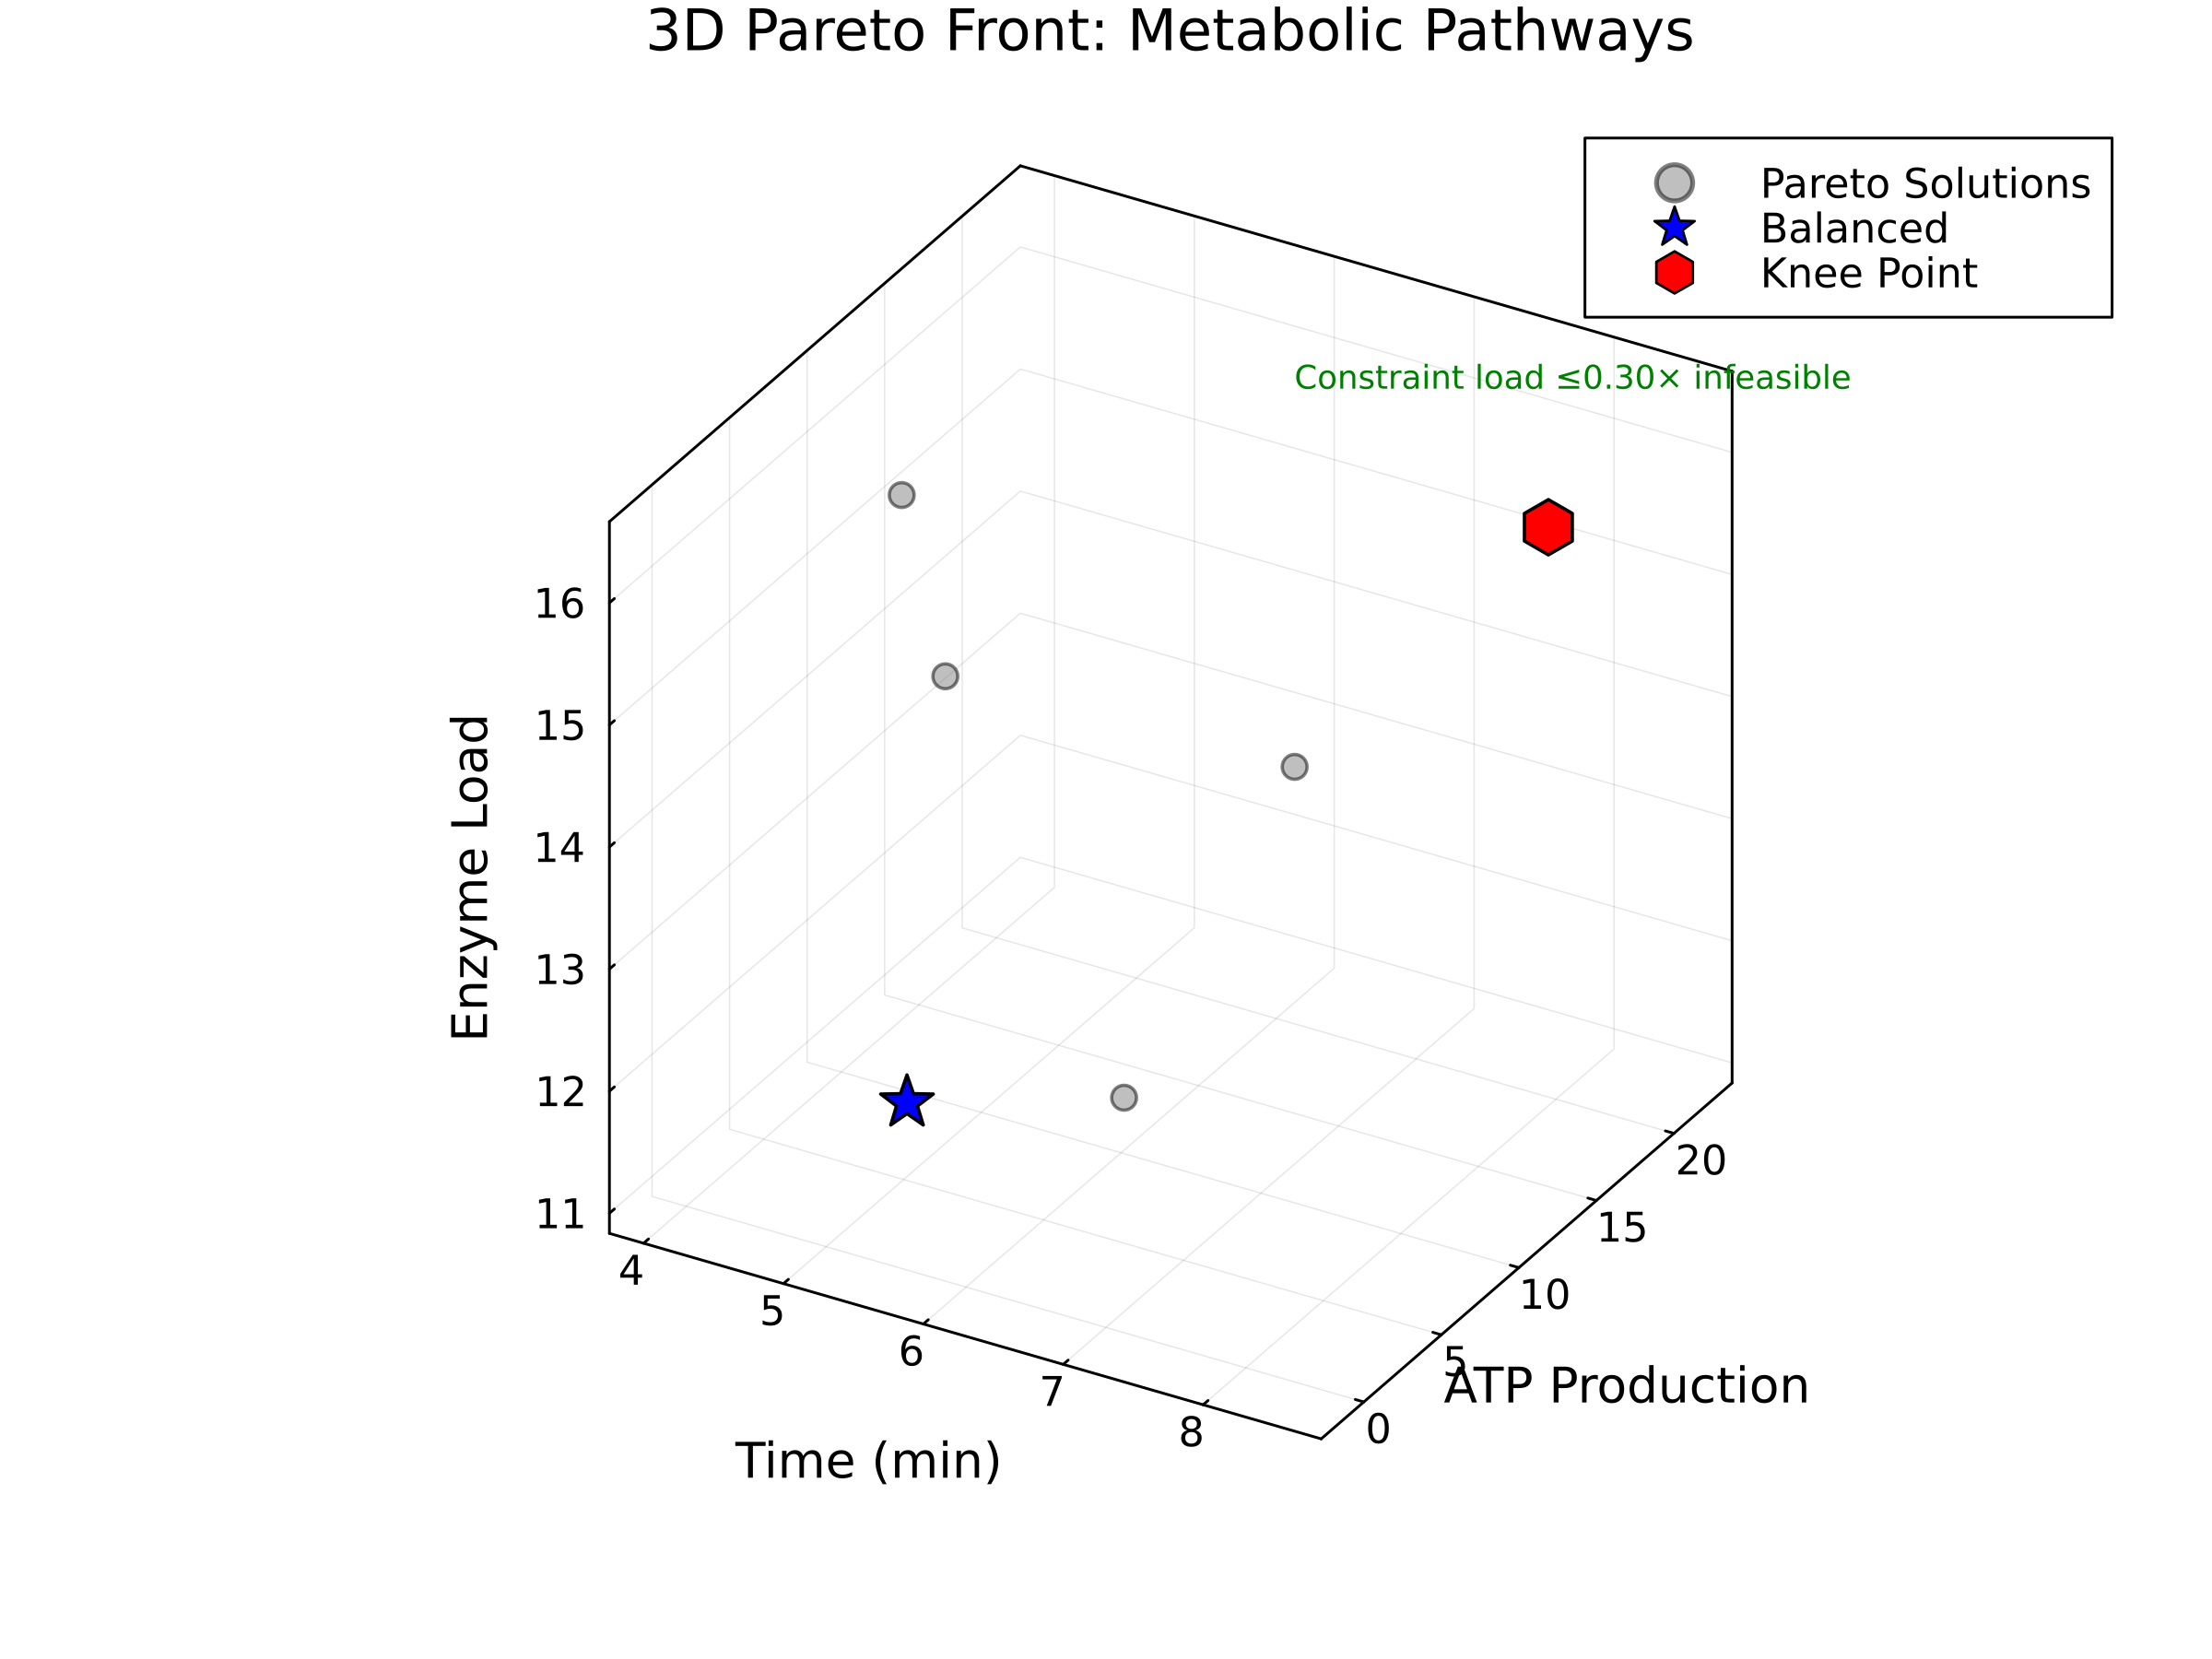 3D Pareto Front: Metabolic Pathways
Pareto Solutions
Balanced
Knee Point
Constraint load ≤0.30× infeasible
Enzyme Load
16
15
14
13
12
11
4
5
6
7
8
Time (min)
20
15
10
5
0
ATP Production